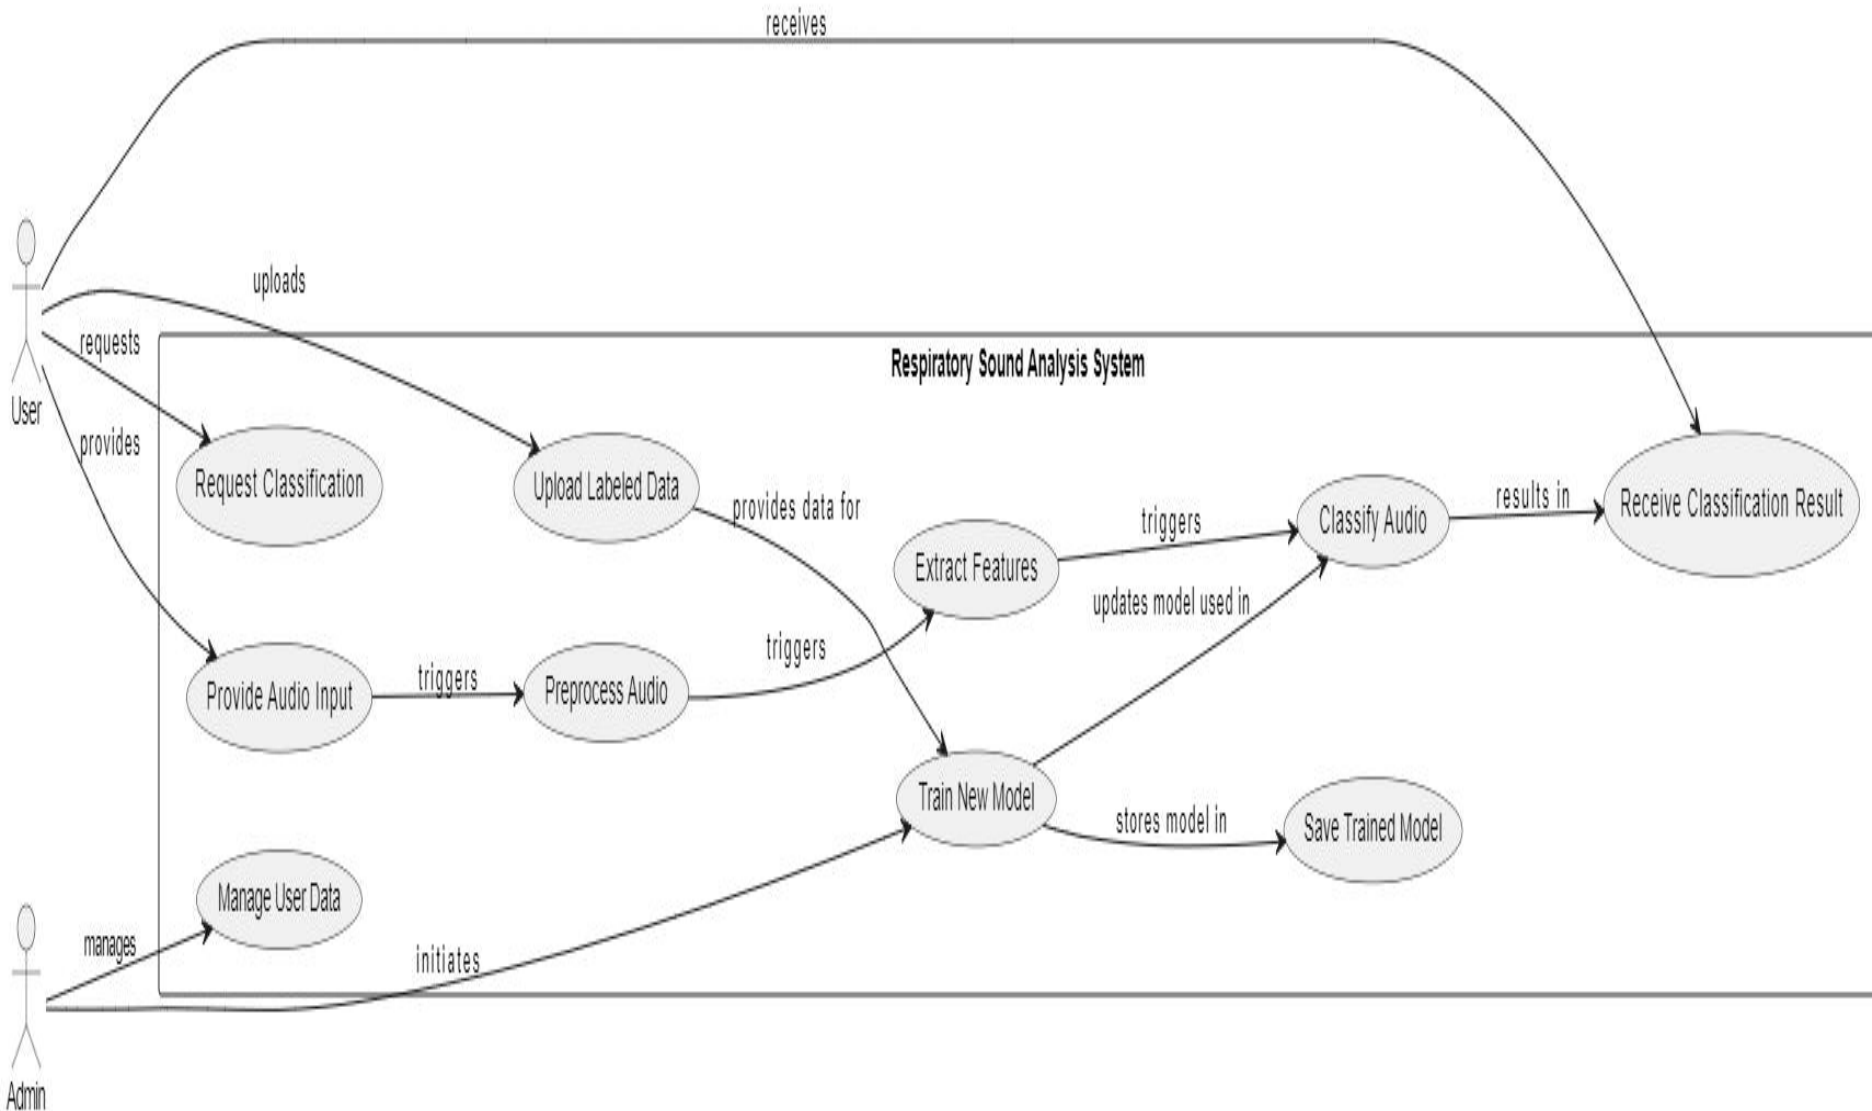 receives
uploads
requests
Respiratory Sound Analysis System
User
provides
Request Classification
Upload Labeled Data
provides data for
triggers
Classify Audio
results in
Receive Classification Result
Extract Features
updates model used in
triggers
Provide Audio Input
triggers
Preprocess Audio
Train New Model
stores model in
Save Trained Model
Manage User Data
manages
initiates
Admin